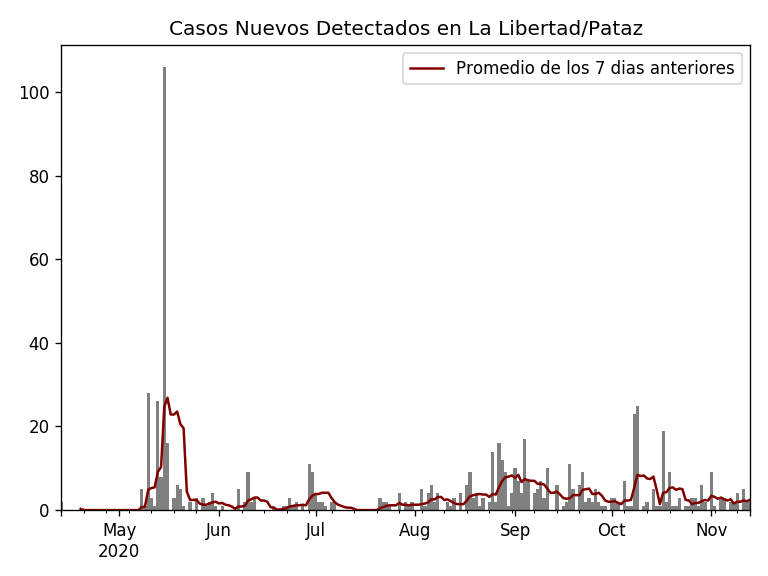 Casos Nuevos Detectados en La Libertad/Pataz
Promedio de los 7 dias anteriores
100
80
60
40
20
0
May Jun Jul Aug Sep Oct Nov
2020